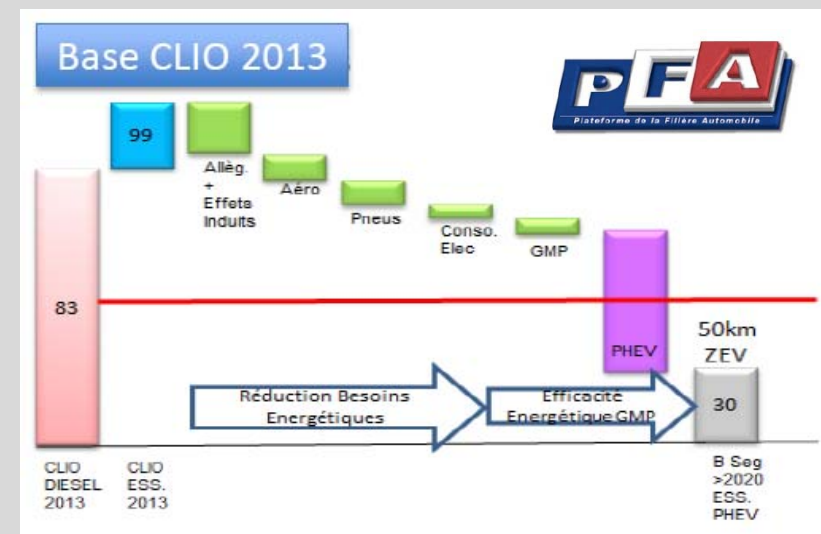 Base CLIO 2013
PFA
Plateforme de la Filière Automobile
99
Allèg.
+
Effets
Induits
Aéro
Pneus
Conso.
Elec
GMP
83
PHEV
50km
ZEV
Réduction Besoins
Energétiques
Efficacité
Energétique GMP
30
CLIO
DIESEL
2013
CLIO
ESS.
2013
B Seg
>2020
ESS.
PHEV